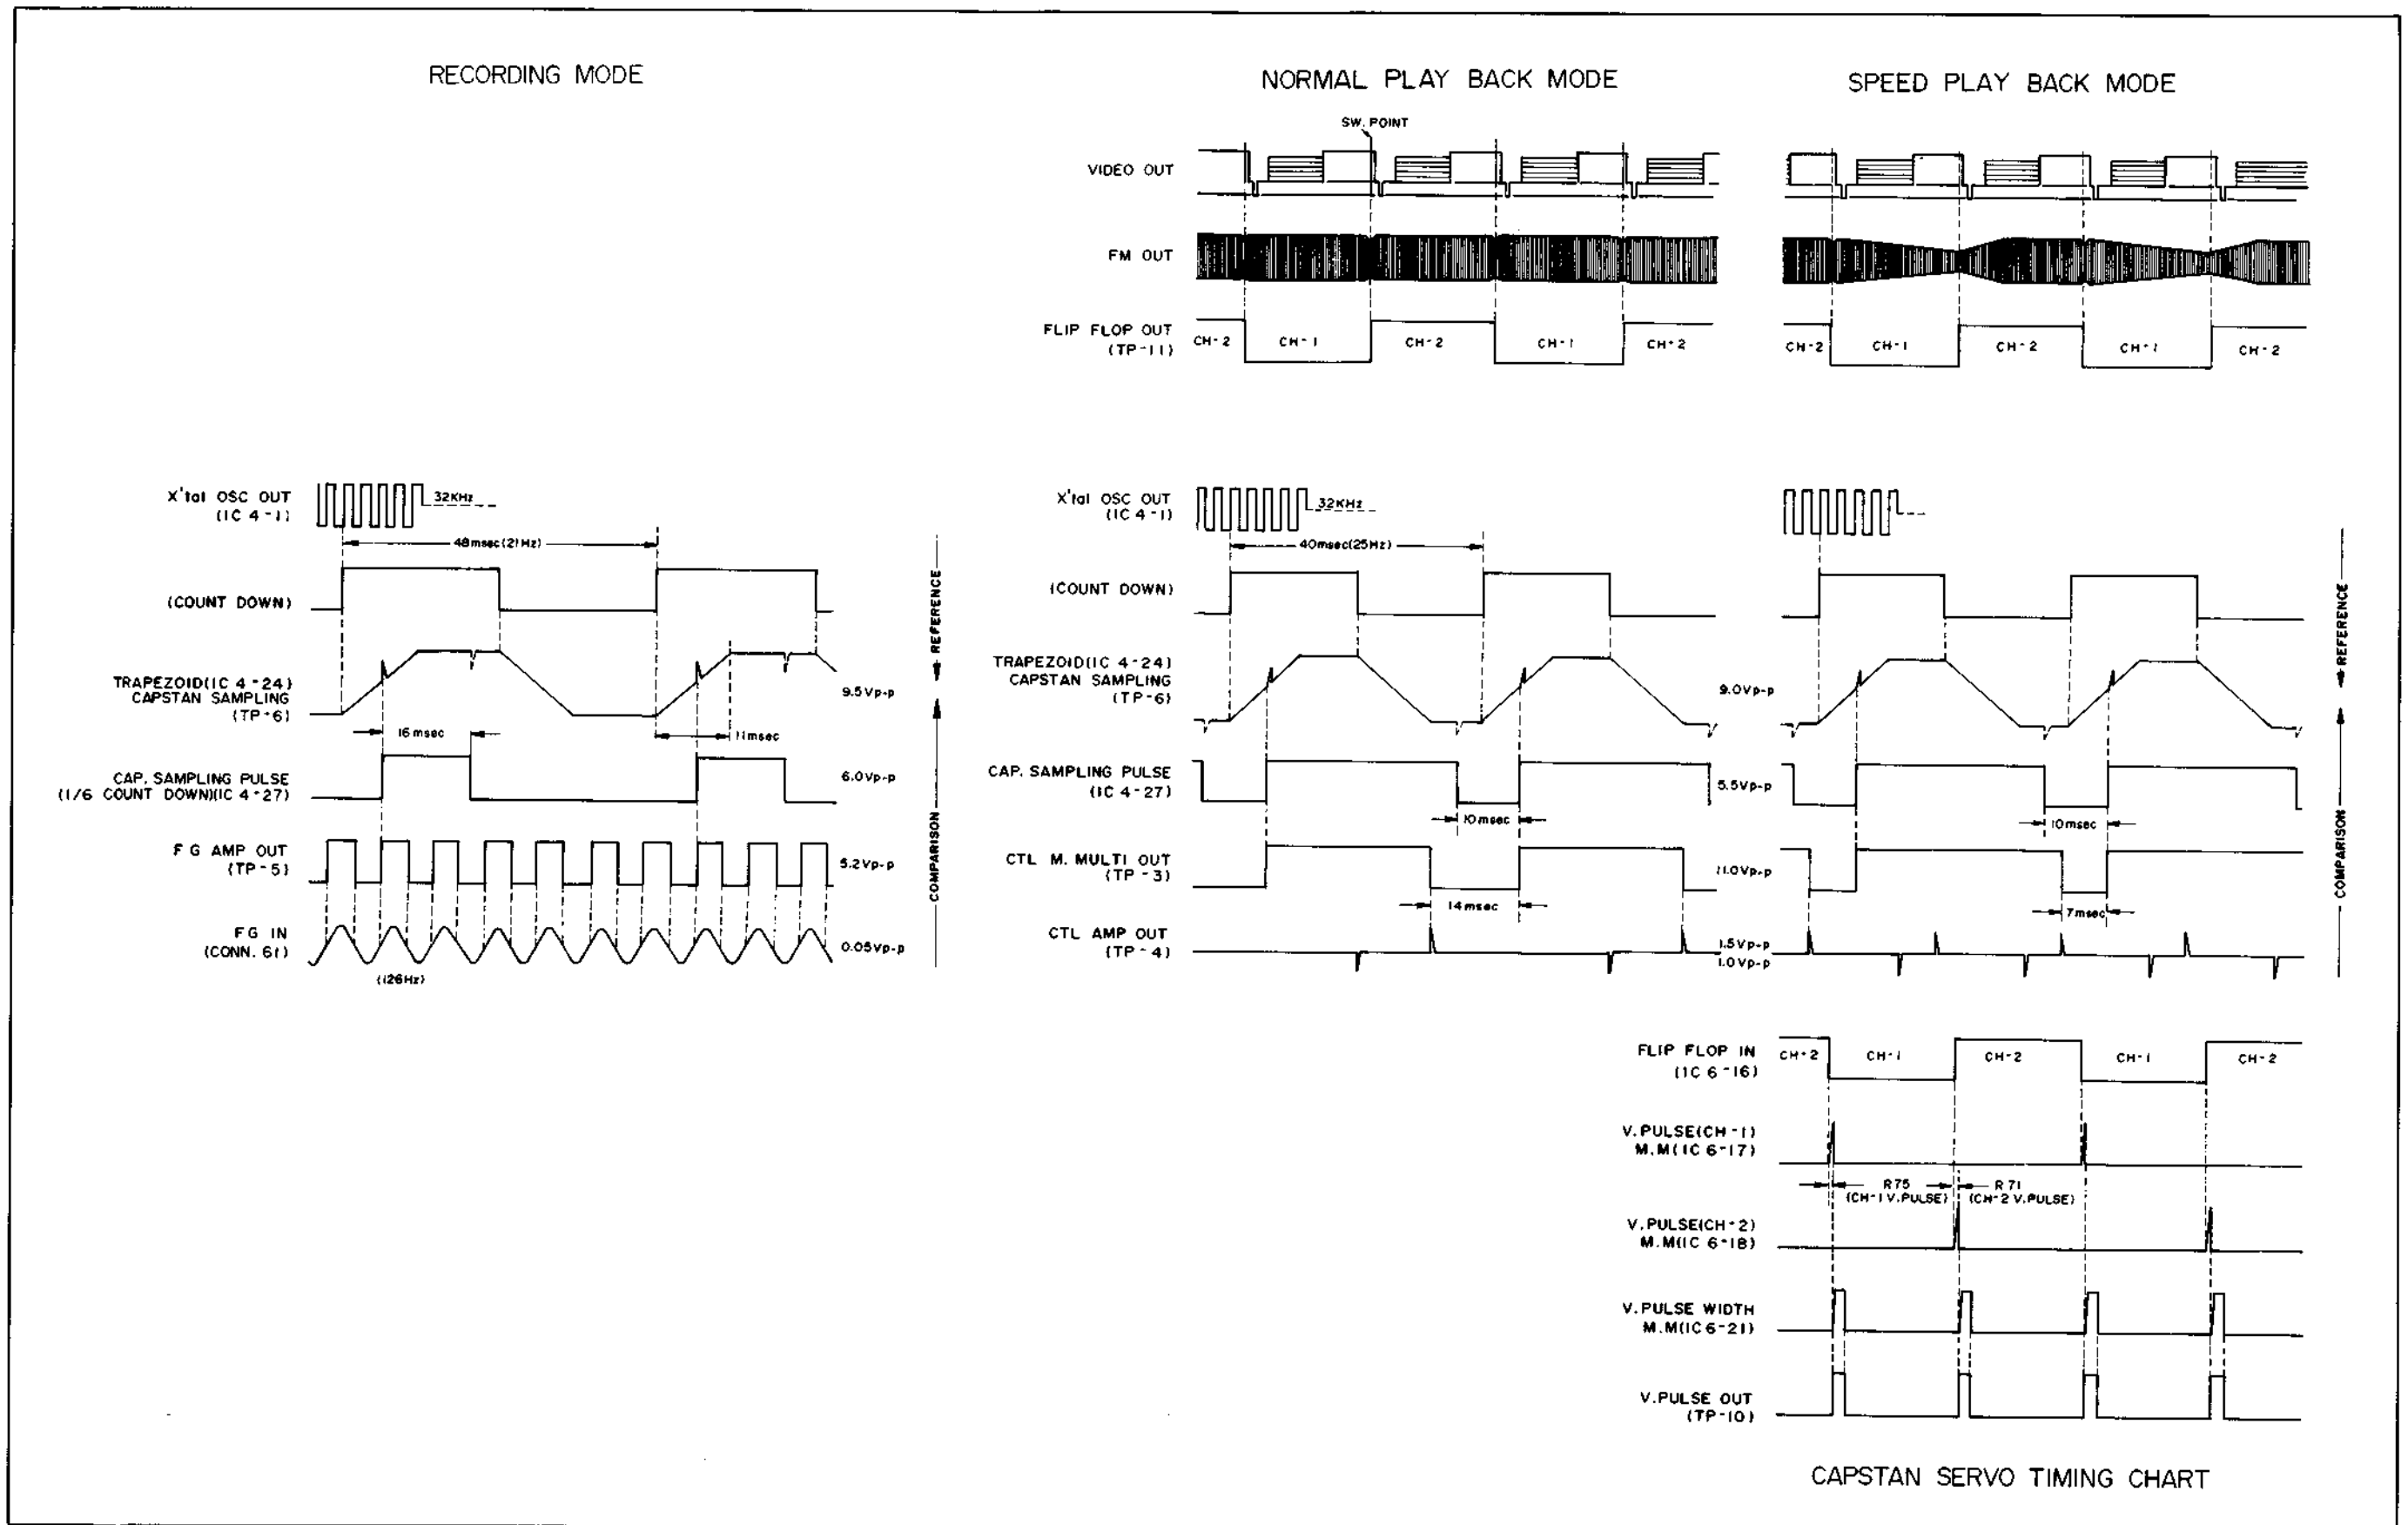 RECORDING MODE
X'tal OSC OUT
(IC 4-1)
32KHz
48msec(21Hz)
(COUNT DOWN)
TRAPEZOID(IC 4-24)
CAPSTAN SAMPLING
(TP-6)
9.5Vp-p
16msec
11msec
CAP. SAMPLING PULSE
(1/6 COUNT DOWN)(IC 4-27)
6.0Vp-p
FG AMP OUT
(TP-5)
5.2Vp-p
FG IN
(CONN. 61)
0.05Vp-p
(126Hz)
REFERENCE
COMPARISON
NORMAL PLAY BACK MODE
SW. POINT
VIDEO OUT
FM OUT
FLIP FLOP OUT
(TP-11)
CH-2
CH-1
CH-2
CH-1
CH-2
X'tal OSC OUT
(IC 4-1)
32KHz
40msec(25Hz)
(COUNT DOWN)
TRAPEZOID(IC 4-24)
CAPSTAN SAMPLING
(TP-6)
9.0Vp-p
CAP. SAMPLING PULSE
(IC 4-27)
5.5Vp-p
10msec
CTL M. MULTI OUT
(TP-3)
11.0Vp-p
14msec
CTL AMP OUT
(TP-4)
1.5Vp-p
1.0Vp-p
SPEED PLAY BACK MODE
CH-2
CH-1
CH-2
CH-1
CH-2
10msec
7msec
REFERENCE
COMPARISON
FLIP FLOP IN
(IC 6-16)
CH-2
CH-1
CH-2
CH-1
CH-2
V.PULSE(CH-1)
M.M(IC 6-17)
R75
(CH-1 V.PULSE)
R71
(CH-2 V.PULSE)
V.PULSE(CH-2)
M.M(IC 6-18)
V.PULSE WIDTH
M.M(IC 6-21)
V.PULSE OUT
(TP-10)
CAPSTAN SERVO TIMING CHART